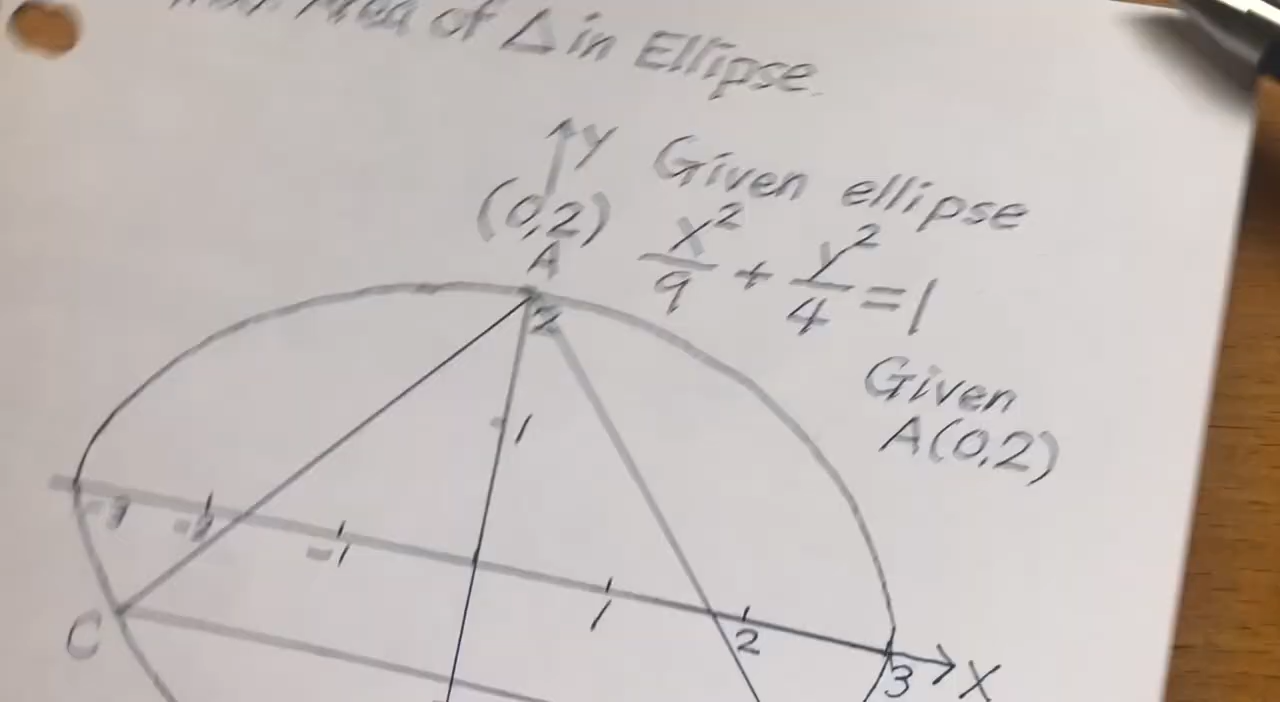 Area of △ in Ellipse.
Y Given ellipse
(0,2) x²/9 + y²/4 = 1
A
2
Given
A(0,2)
1
-3 -2 -1 1 2 3 X
C